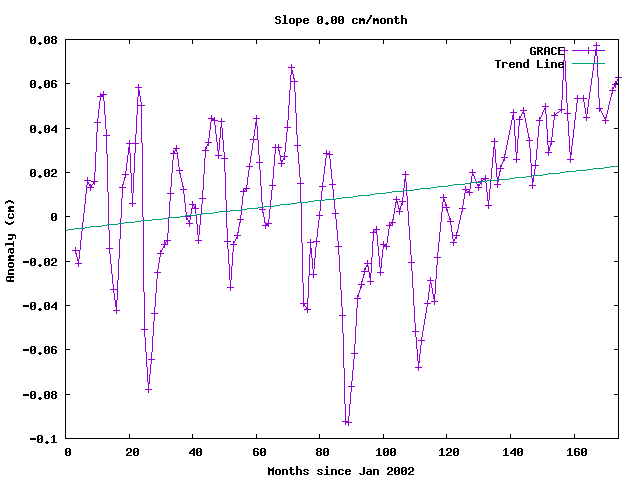 Slope 0.00 cm/month
0.08
GRACE
Trend Line
0.06
0.04
0.02
0
-0.02
-0.04
-0.06
-0.08
-0.1
Anomaly (cm)
0 20 40 60 80 100 120 140 160
Months since Jan 2002